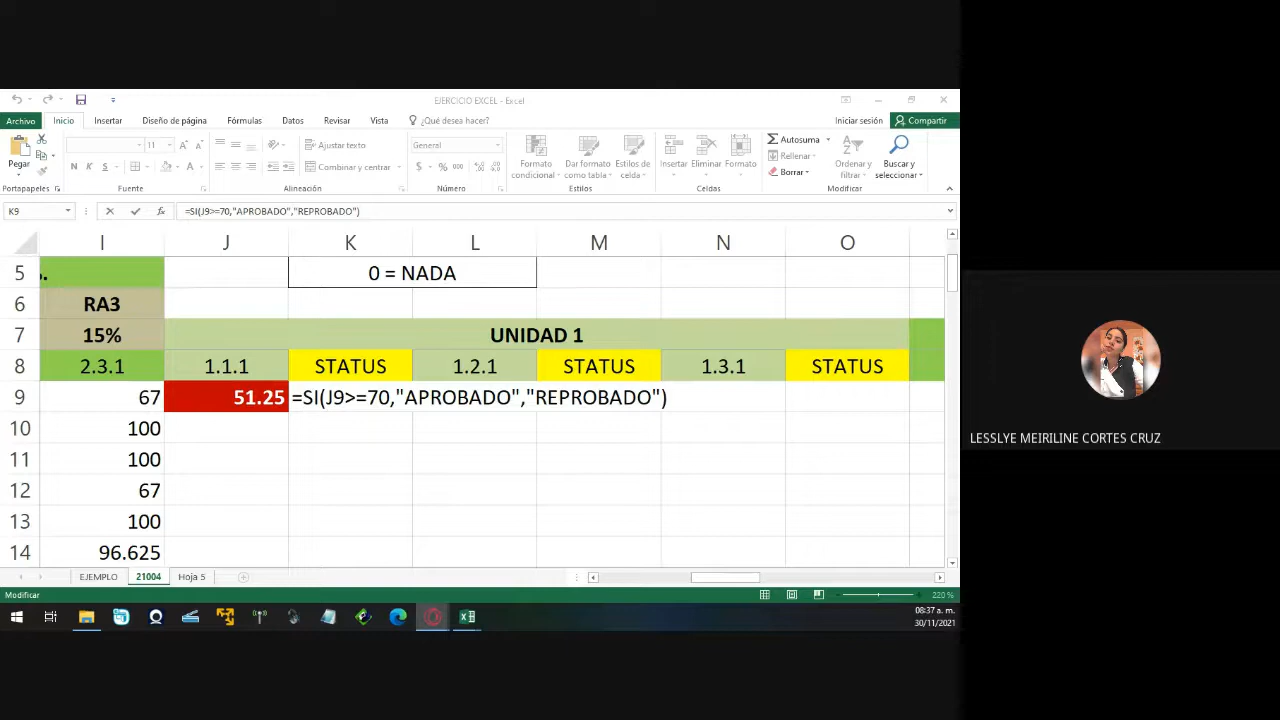 EJERCICIO EXCEL - Excel
Archivo Inicio Insertar Diseño de página Fórmulas Datos Revisar Vista ¿Qué desea hacer? Iniciar sesión Compartir
Pegar
N K S
11
Ajustar texto
Combinar y centrar
General
$ % 000
Formato condicional
Dar formato como tabla
Estilos de celda
Insertar Eliminar Formato
Autosuma
Rellenar
Borrar
Ordenar y filtrar
Buscar y seleccionar
Portapapeles Fuente Alineación Número Estilos Celdas Modificar
K9 fx =SI(J9>=70,"APROBADO","REPROBADO")
I J K L M N O
5 0 = NADA
6 RA3
7 15% UNIDAD 1
8 2.3.1 1.1.1 STATUS 1.2.1 STATUS 1.3.1 STATUS
9 67 51.25 =SI(J9>=70,"APROBADO","REPROBADO")
10 100
11 100
12 67
13 100
14 96.625
EJEMPLO 21004 Hoja 5
Modificar 220 %
08:37 a. m.
30/11/2021
LESSLYE MEIRILINE CORTES CRUZ